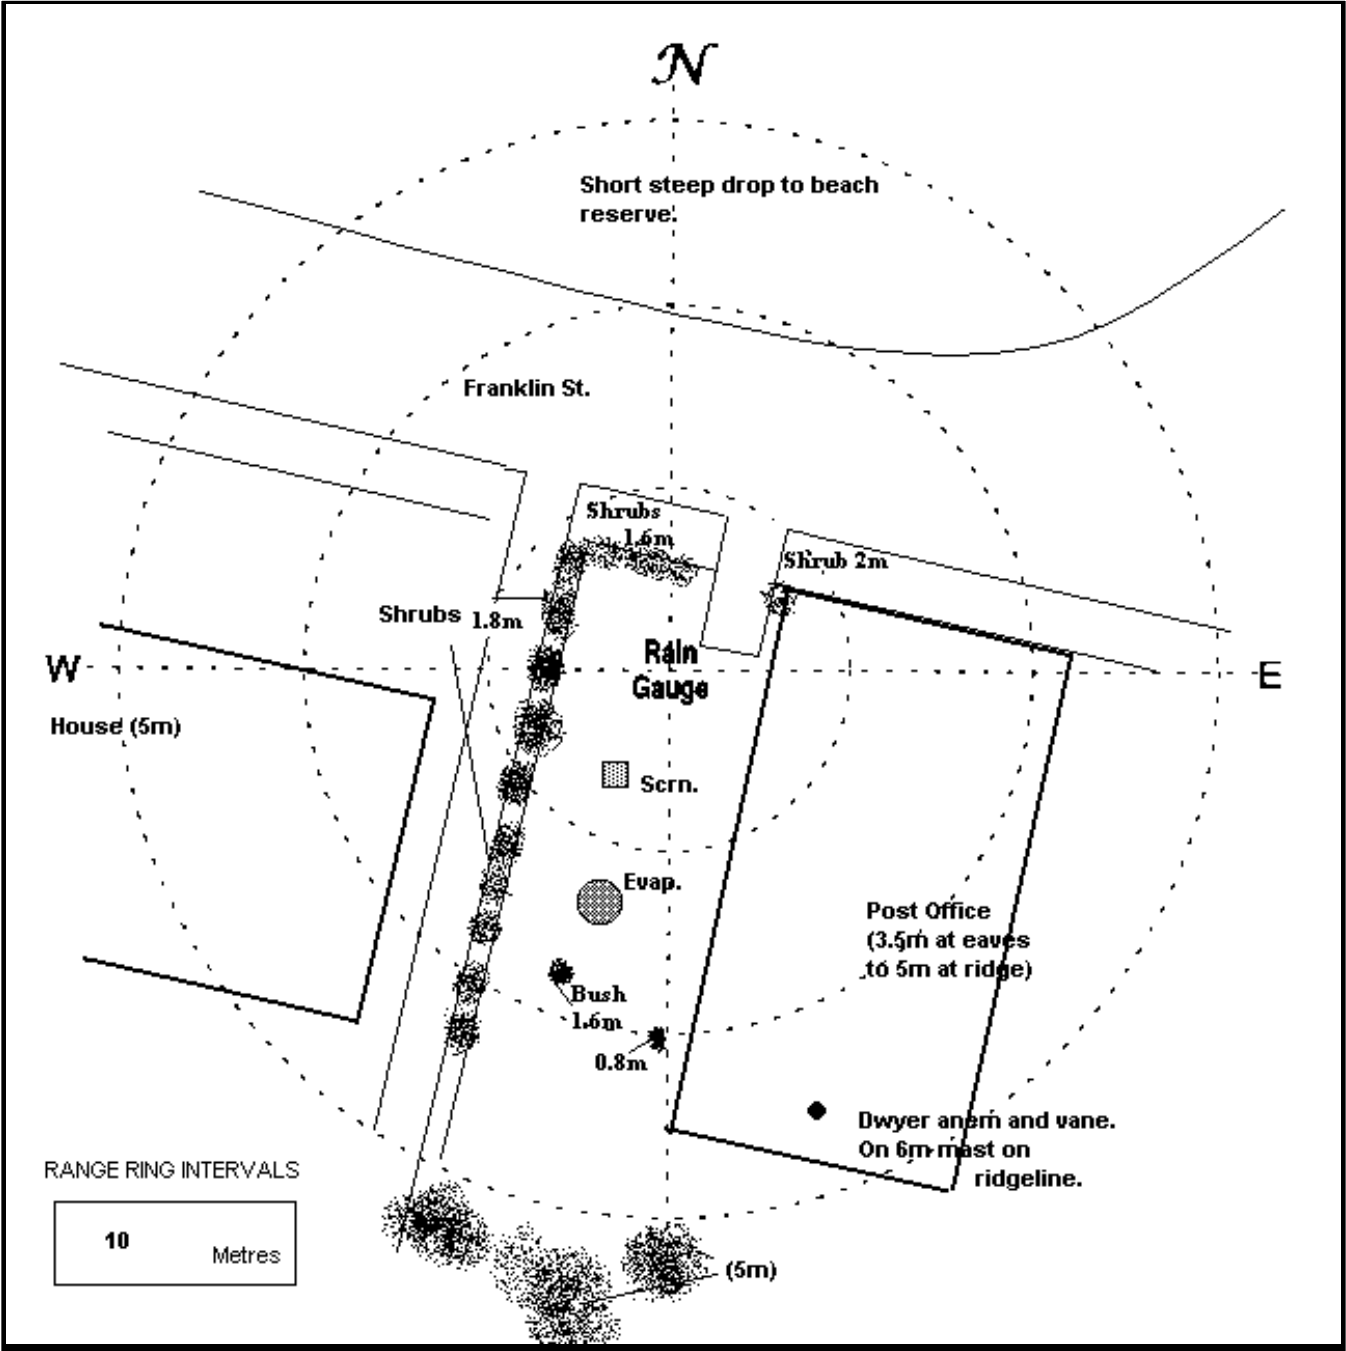 N
Short steep drop to beach
reserve.
Franklin St.
Shrubs
1.6m
Shrub 2m
Shrubs 1.8m
Rain
Gauge
W
E
House (5m)
Scrn.
Evap.
Post Office
(3.5m at eaves
to 5m at ridge)
Bush
1.6m
0.8m
Dwyer anem and vane.
On 6m mast on
ridgeline.
RANGE RING INTERVALS
10 Metres
(5m)